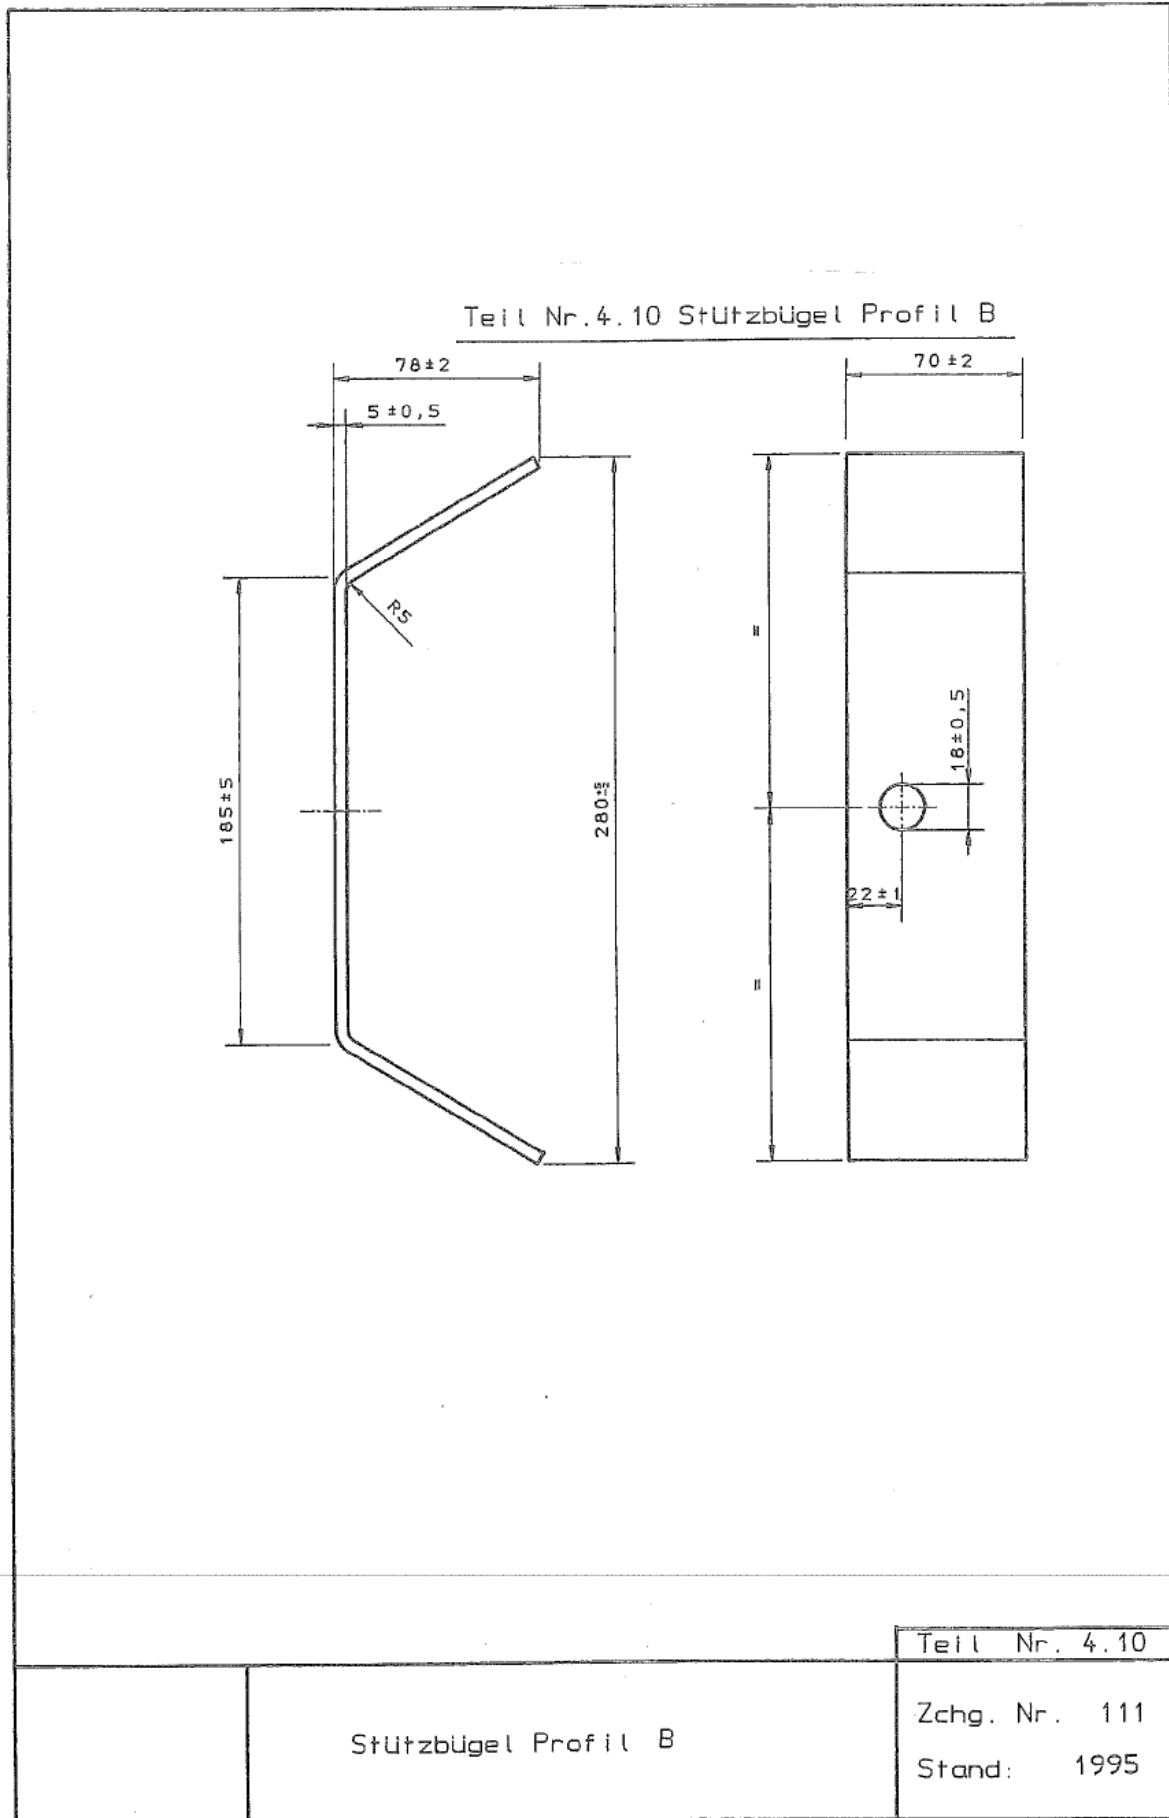 Teil Nr.4.10 Stützbügel Profil B
78±2
70±2
5±0,5
R5
=
18±0,5
185±5
280±5
22±1
=
Teil Nr. 4.10
Zchg. Nr. 111
Stützbügel Profil B
Stand: 1995